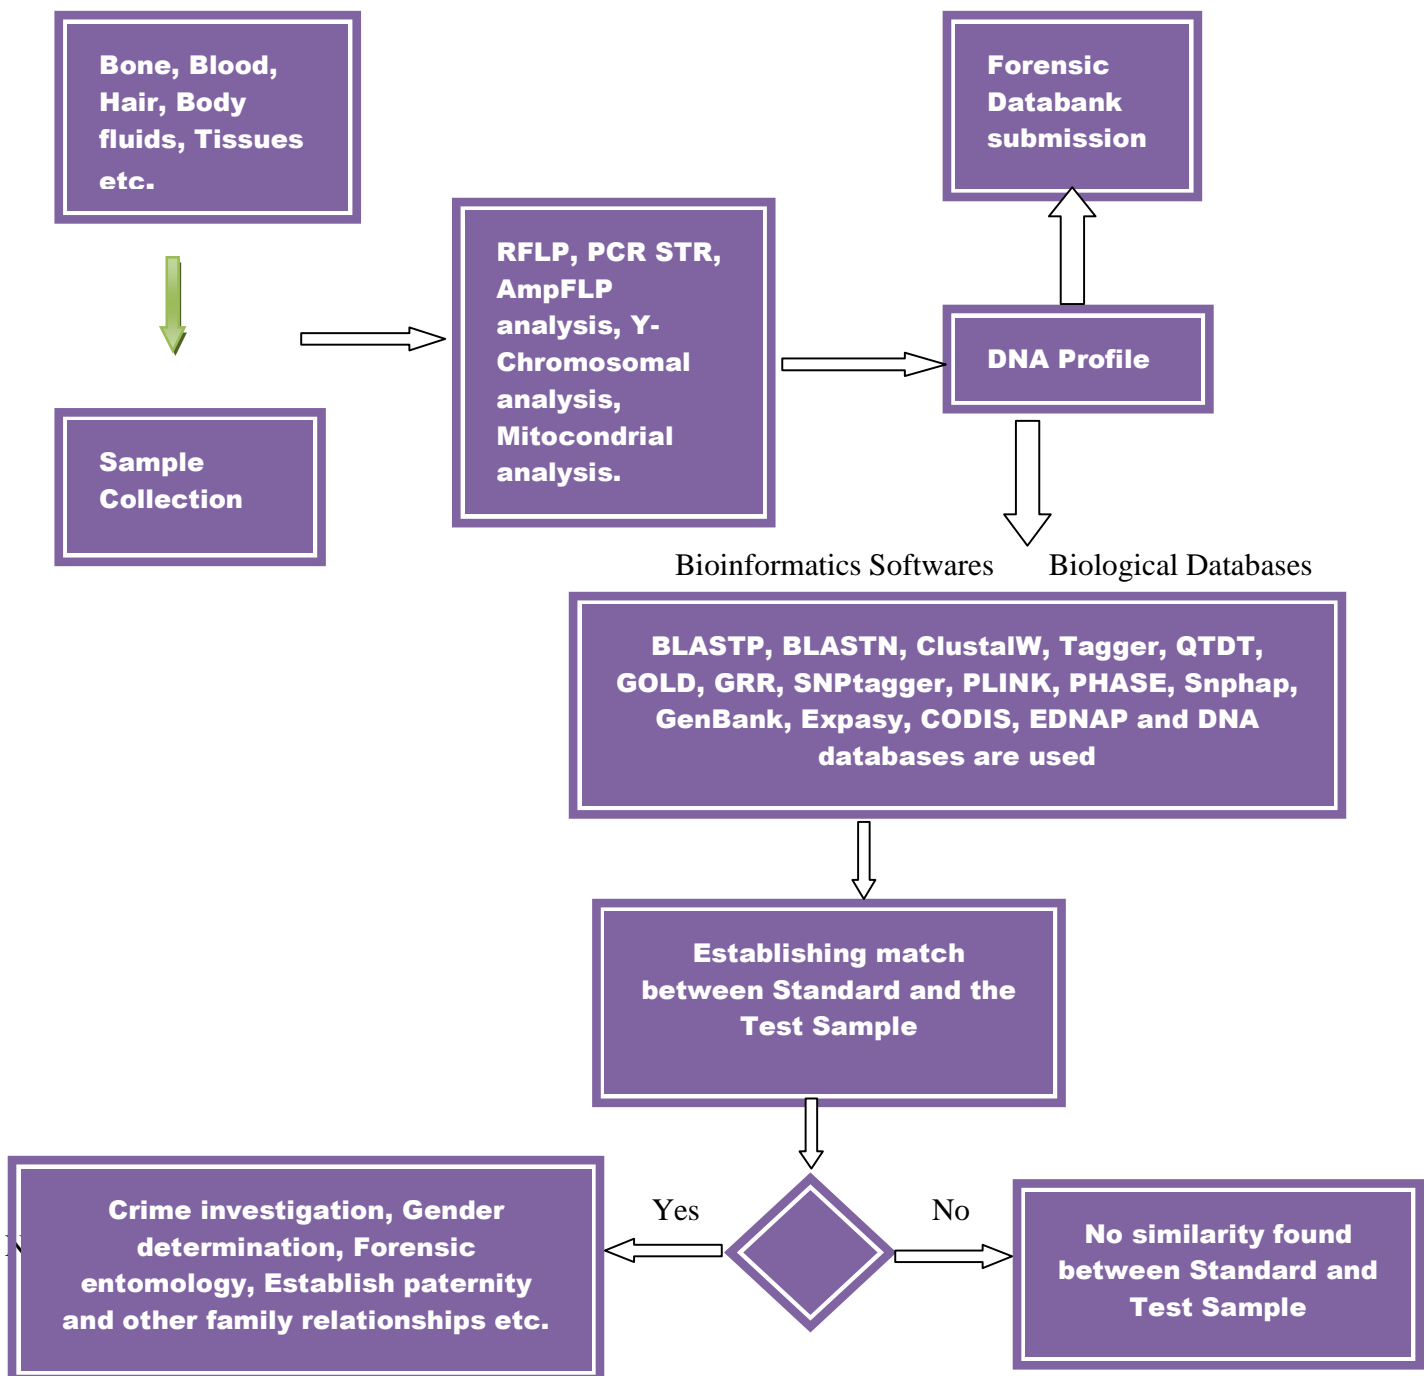 Bone, Blood,
Hair, Body
fluids, Tissues
etc.
Sample
Collection
RFLP, PCR STR,
AmpFLP
analysis, Y-
Chromosomal
analysis,
Mitocondrial
analysis.
Forensic
Databank
submission
DNA Profile
Bioinformatics Softwares Biological Databases
BLASTP, BLASTN, ClustalW, Tagger, QTDT,
GOLD, GRR, SNPtagger, PLINK, PHASE, Snphap,
GenBank, Expasy, CODIS, EDNAP and DNA
databases are used
Establishing match
between Standard and the
Test Sample
Yes
No
Crime investigation, Gender
determination, Forensic
entomology, Establish paternity
and other family relationships etc.
No similarity found
between Standard and
Test Sample